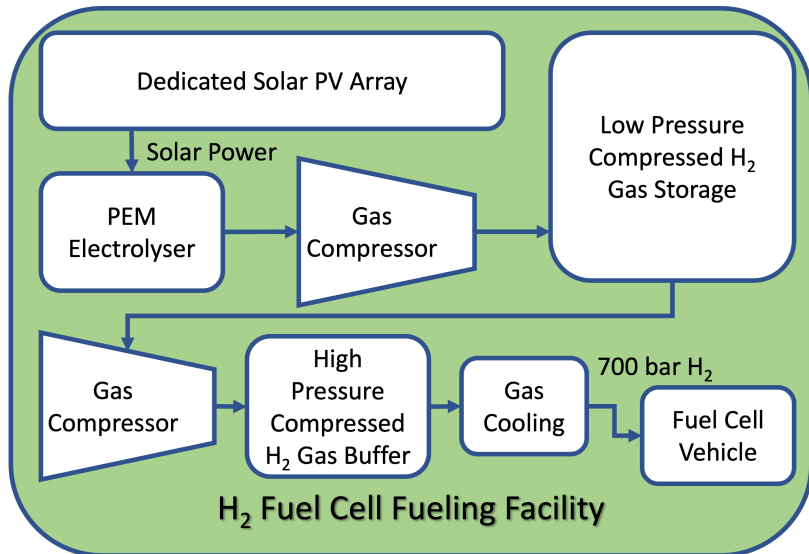 Dedicated Solar PV Array
Solar Power
PEM
Electrolyser
Gas
Compressor
Low Pressure
Compressed H₂
Gas Storage
Gas
Compressor
High
Pressure
Compressed
H₂ Gas Buffer
Gas
Cooling
700 bar H₂
Fuel Cell
Vehicle
H₂ Fuel Cell Fueling Facility